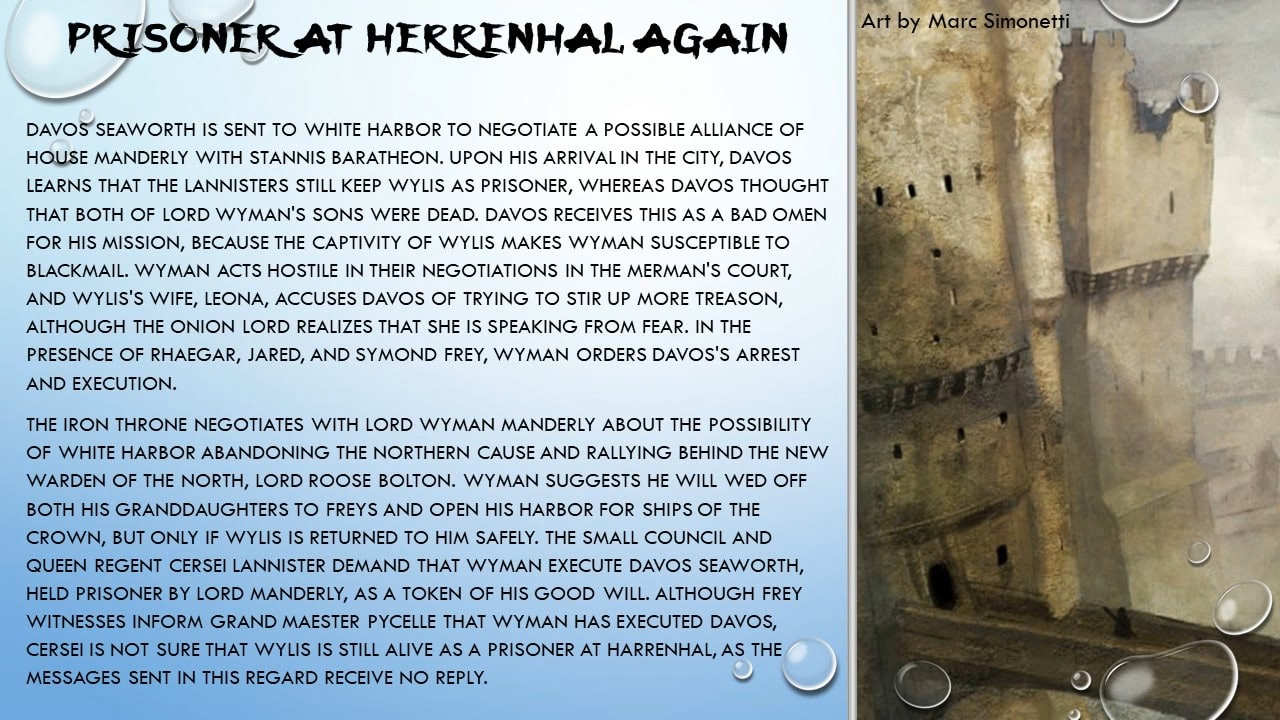 PRISONER AT HERRENHAL AGAIN
Art by Marc Simonetti
DAVOS SEAWORTH IS SENT TO WHITE HARBOR TO NEGOTIATE A POSSIBLE ALLIANCE OF
HOUSE MANDERLY WITH STANNIS BARATHEON. UPON HIS ARRIVAL IN THE CITY, DAVOS
LEARNS THAT THE LANNISTERS STILL KEEP WYLIS AS PRISONER, WHEREAS DAVOS THOUGHT
THAT BOTH OF LORD WYMAN'S SONS WERE DEAD. DAVOS RECEIVES THIS AS A BAD OMEN
FOR HIS MISSION, BECAUSE THE CAPTIVITY OF WYLIS MAKES WYMAN SUSCEPTIBLE TO
BLACKMAIL. WYMAN ACTS HOSTILE IN THEIR NEGOTIATIONS IN THE MERMAN'S COURT,
AND WYLIS'S WIFE, LEONA, ACCUSES DAVOS OF TRYING TO STIR UP MORE TREASON,
ALTHOUGH THE ONION LORD REALIZES THAT SHE IS SPEAKING FROM FEAR. IN THE
PRESENCE OF RHAEGAR, JARED, AND SYMOND FREY, WYMAN ORDERS DAVOS'S ARREST
AND EXECUTION.
THE IRON THRONE NEGOTIATES WITH LORD WYMAN MANDERLY ABOUT THE POSSIBILITY
OF WHITE HARBOR ABANDONING THE NORTHERN CAUSE AND RALLYING BEHIND THE NEW
WARDEN OF THE NORTH, LORD ROOSE BOLTON. WYMAN SUGGESTS HE WILL WED OFF
BOTH HIS GRANDDAUGHTERS TO FREYS AND OPEN HIS HARBOR FOR SHIPS OF THE
CROWN, BUT ONLY IF WYLIS IS RETURNED TO HIM SAFELY. THE SMALL COUNCIL AND
QUEEN REGENT CERSEI LANNISTER DEMAND THAT WYMAN EXECUTE DAVOS SEAWORTH,
HELD PRISONER BY LORD MANDERLY, AS A TOKEN OF HIS GOOD WILL. ALTHOUGH FREY
WITNESSES INFORM GRAND MAESTER PYCELLE THAT WYMAN HAS EXECUTED DAVOS,
CERSEI IS NOT SURE THAT WYLIS IS STILL ALIVE AS A PRISONER AT HARRENHAL, AS THE
MESSAGES SENT IN THIS REGARD RECEIVE NO REPLY.